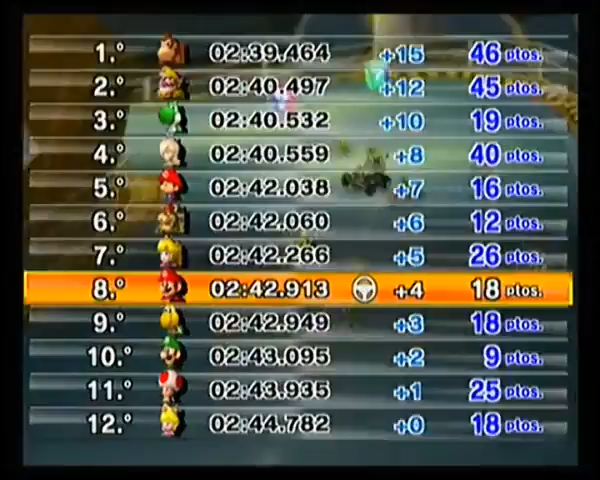 1.º 02:39.464 +15 46 ptos.
2.º 02:40.497 +12 45 ptos.
3.º 02:40.532 +10 19 ptos.
4.º 02:40.559 +8 40 ptos.
5.º 02:42.038 +7 16 ptos.
6.º 02:42.060 +6 12 ptos.
7.º 02:42.266 +5 26 ptos.
8.º 02:42.913 +4 18 ptos.
9.º 02:42.949 +3 18 ptos.
10.º 02:43.095 +2 9 ptos.
11.º 02:43.935 +1 25 ptos.
12.º 02:44.782 +0 18 ptos.